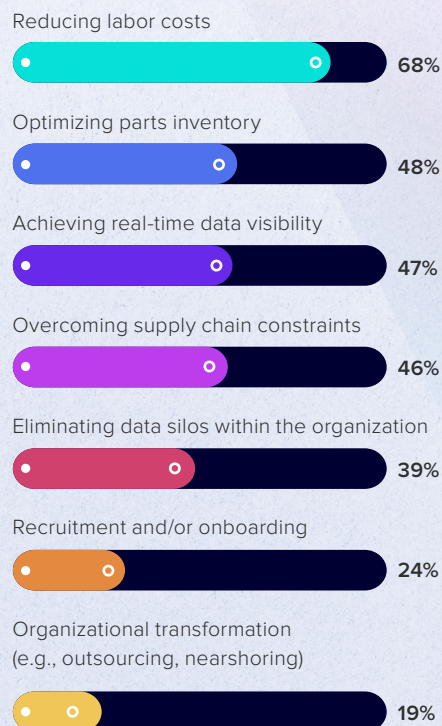 Reducing labor costs
68%
Optimizing parts inventory
48%
Achieving real-time data visibility
47%
Overcoming supply chain constraints
46%
Eliminating data silos within the organization
39%
Recruitment and/or onboarding
24%
Organizational transformation
(e.g., outsourcing, nearshoring)
19%